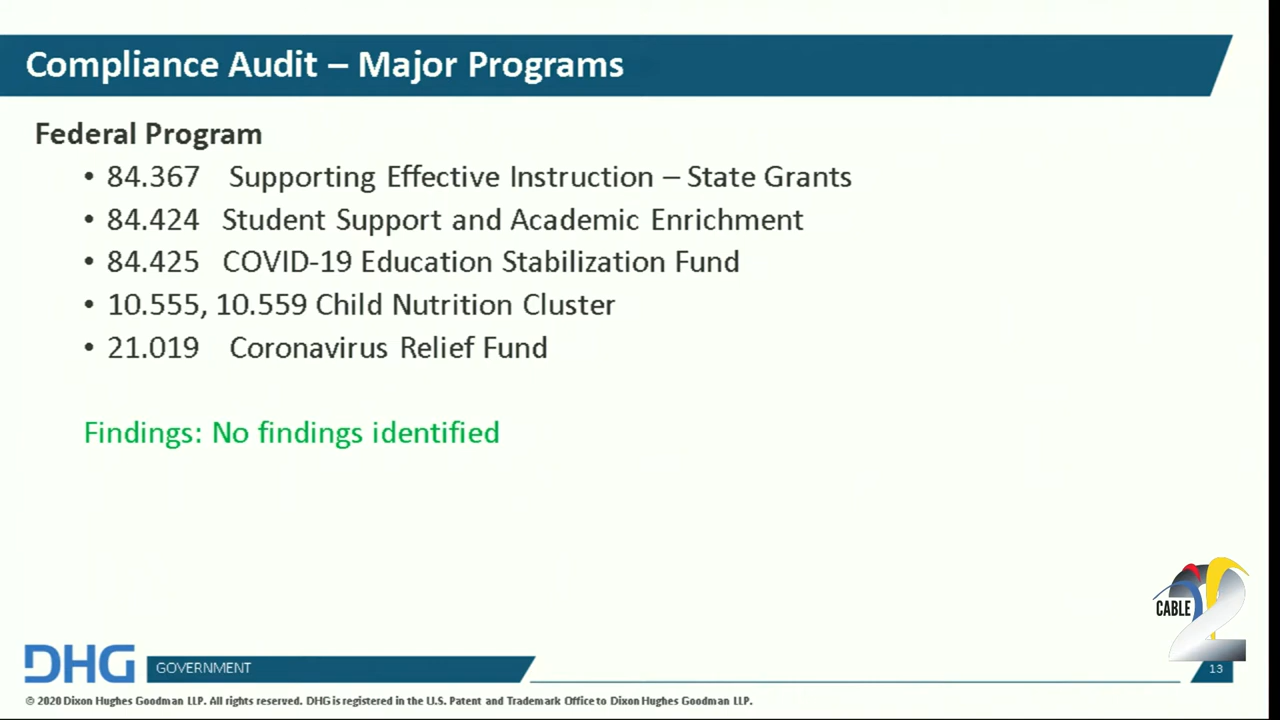 Compliance Audit – Major Programs
Federal Program
• 84.367 Supporting Effective Instruction – State Grants
• 84.424 Student Support and Academic Enrichment
• 84.425 COVID-19 Education Stabilization Fund
• 10.555, 10.559 Child Nutrition Cluster
• 21.019 Coronavirus Relief Fund
Findings: No findings identified
CABLE 2
DHG GOVERNMENT
13
© 2020 Dixon Hughes Goodman LLP. All rights reserved. DHG is registered in the U.S. Patent and Trademark Office to Dixon Hughes Goodman LLP.